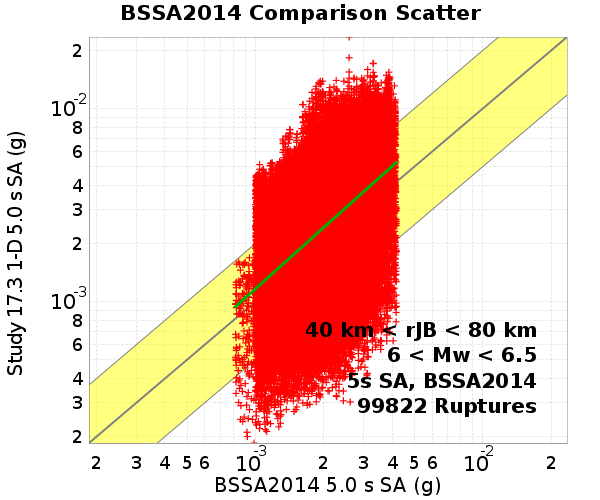 BSSA2014 Comparison Scatter
Study 17.3 1-D 5.0 s SA (g)
2
10-2
8
6
4
3
2
10-3
8
6
4
3
2
40 km < rJB < 80 km
6 < Mw < 6.5
5s SA, BSSA2014
99822 Ruptures
2 3 4 5 6 10-3 2 3 4 5 6 10-2 2
BSSA2014 5.0 s SA (g)